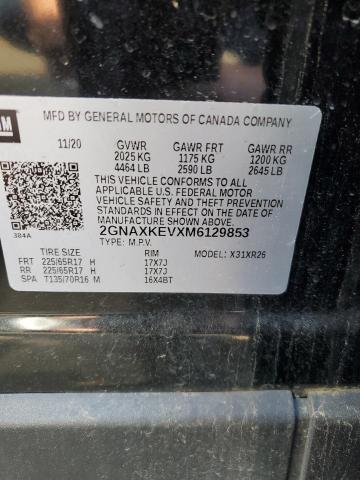 GM
MFD BY GENERAL MOTORS OF CANADA COMPANY
11/20 GVWR GAWR FRT GAWR RR
2025 KG 1175 KG 1200 KG
4464 LB 2590 LB 2645 LB
THIS VEHICLE CONFORMS TO ALL
APPLICABLE U.S. FEDERAL MOTOR
VEHICLE SAFETY AND THEFT PREVENTION
STANDARDS IN EFFECT ON THE DATE OF
MANUFACTURE SHOWN ABOVE.
384A 2GNAXKEVXM6129853
TYPE: M.P.V. MODEL: X31XR26
TIRE SIZE RIM
FRT 225/65R17 H 17X7J
RR 225/65R17 H 17X7J
SPA T135/70R16 M 16X4BT